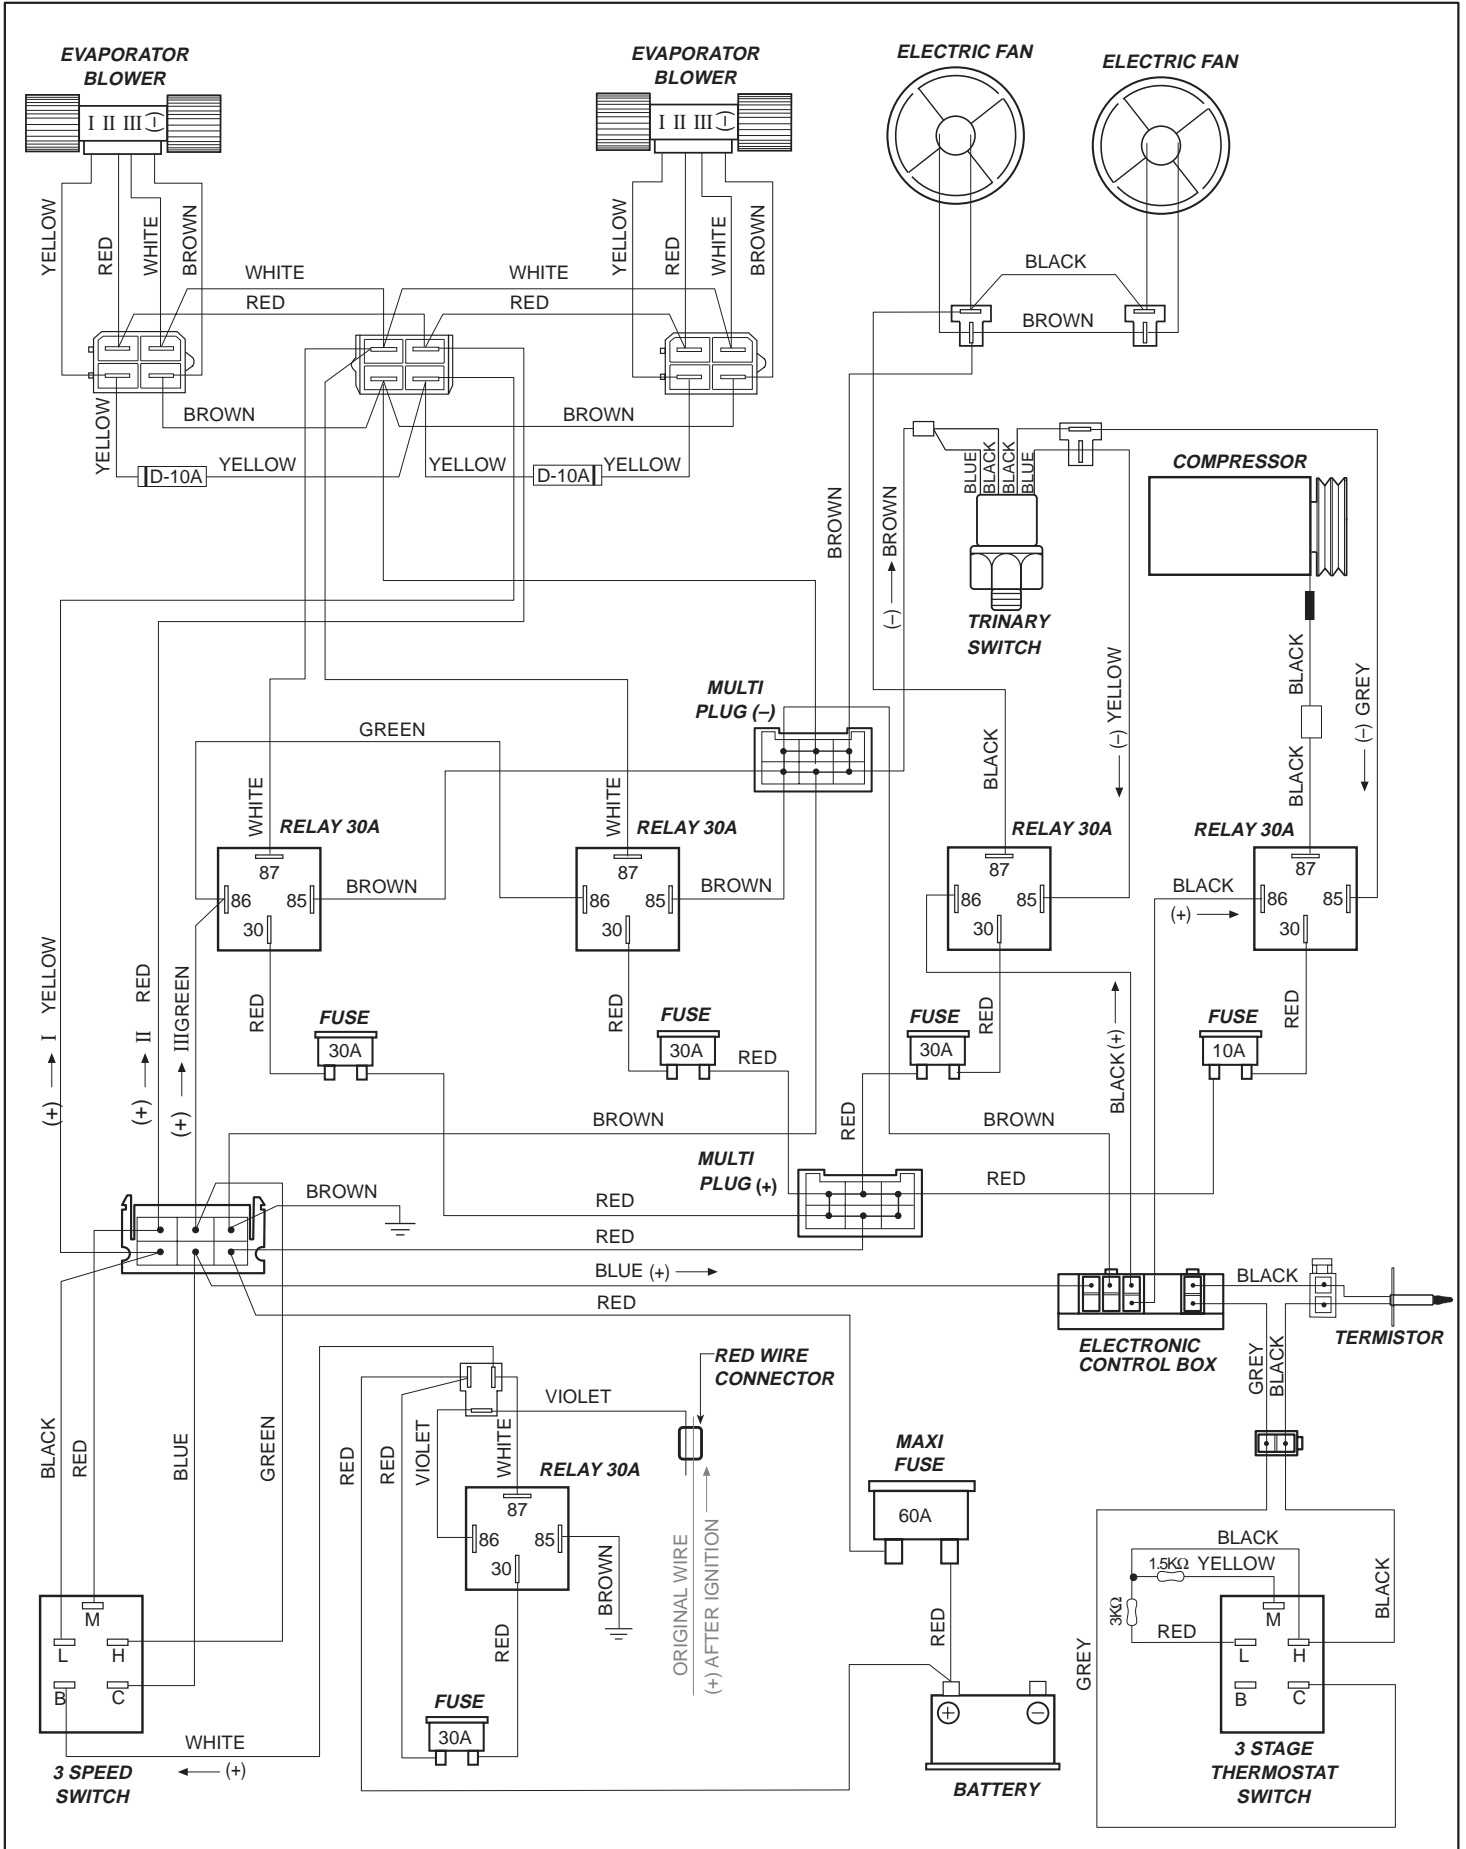 EVAPORATOR
BLOWER
EVAPORATOR
BLOWER
ELECTRIC FAN
ELECTRIC FAN
I II III (–)
I II III (–)
YELLOW
RED
WHITE
BROWN
YELLOW
RED
WHITE
BROWN
WHITE
WHITE
RED
RED
BLACK
BROWN
BROWN
BROWN
YELLOW
D-10A
YELLOW
YELLOW
D-10A
YELLOW
BLUE
BLACK
BLACK
BLUE
COMPRESSOR
BROWN
(–) BROWN
TRINARY
SWITCH
(–) YELLOW
BLACK
(–) GREY
BLACK
MULTI
PLUG (–)
GREEN
BLACK
WHITE
RELAY 30A
WHITE
RELAY 30A
RELAY 30A
RELAY 30A
87
86
85
30
BROWN
87
86
85
30
BROWN
87
86
85
30
BLACK
(+)
87
86
85
30
(+) I YELLOW
(+) II RED
(+) III GREEN
RED
FUSE
30A
RED
FUSE
30A
RED
FUSE
30A
RED
BLACK (+)
FUSE
10A
RED
BROWN
RED
BROWN
MULTI
PLUG (+)
RED
BROWN
RED
RED
BLUE (+)
RED
BLACK
ELECTRONIC
CONTROL BOX
TERMISTOR
GREY
BLACK
RED WIRE
CONNECTOR
VIOLET
BLACK
RED
BLUE
GREEN
RED
RED
VIOLET
WHITE
RELAY 30A
87
86
85
30
BROWN
RED
ORIGINAL WIRE
(+) AFTER IGNITION
MAXI
FUSE
60A
RED
BLACK
1.5KΩ YELLOW
3KΩ
RED
BLACK
GREY
M
L
H
B
C
M
L
H
B
C
FUSE
30A
WHITE
(+)
3 SPEED
SWITCH
+
–
BATTERY
3 STAGE
THERMOSTAT
SWITCH